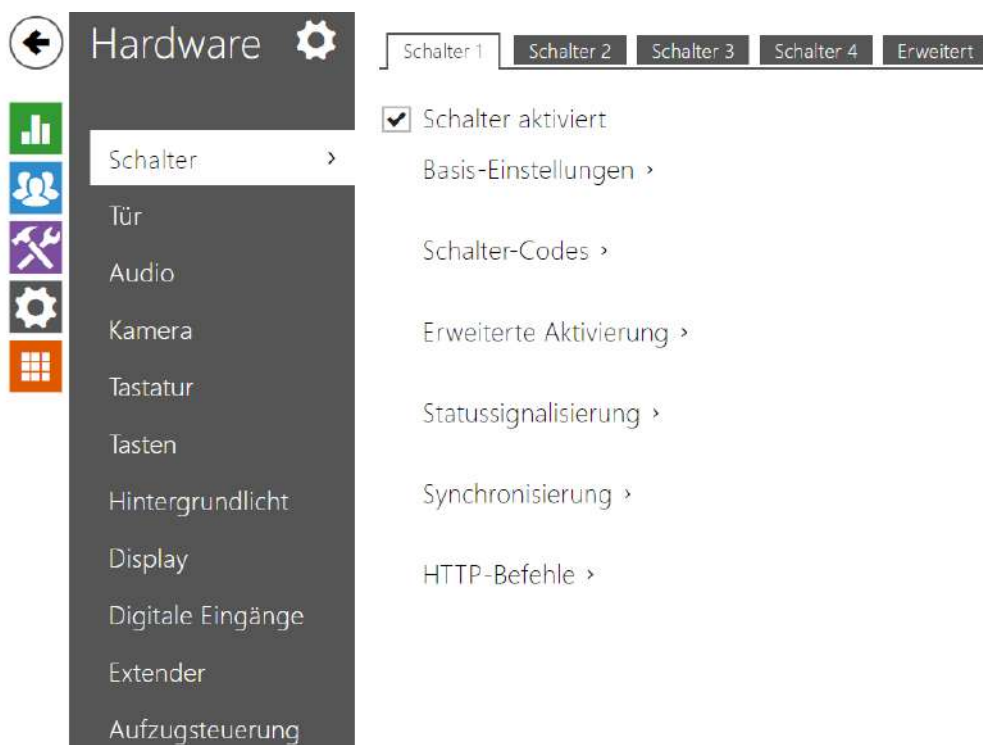 Hardware
Schalter
Tür
Audio
Kamera
Tastatur
Tasten
Hintergrundlicht
Display
Digitale Eingänge
Extender
Aufzugsteuerung
Schalter 1
Schalter 2
Schalter 3
Schalter 4
Erweitert
Schalter aktiviert
Basis-Einstellungen ›
Schalter-Codes ›
Erweiterte Aktivierung ›
Statussignalisierung ›
Synchronisierung ›
HTTP-Befehle ›